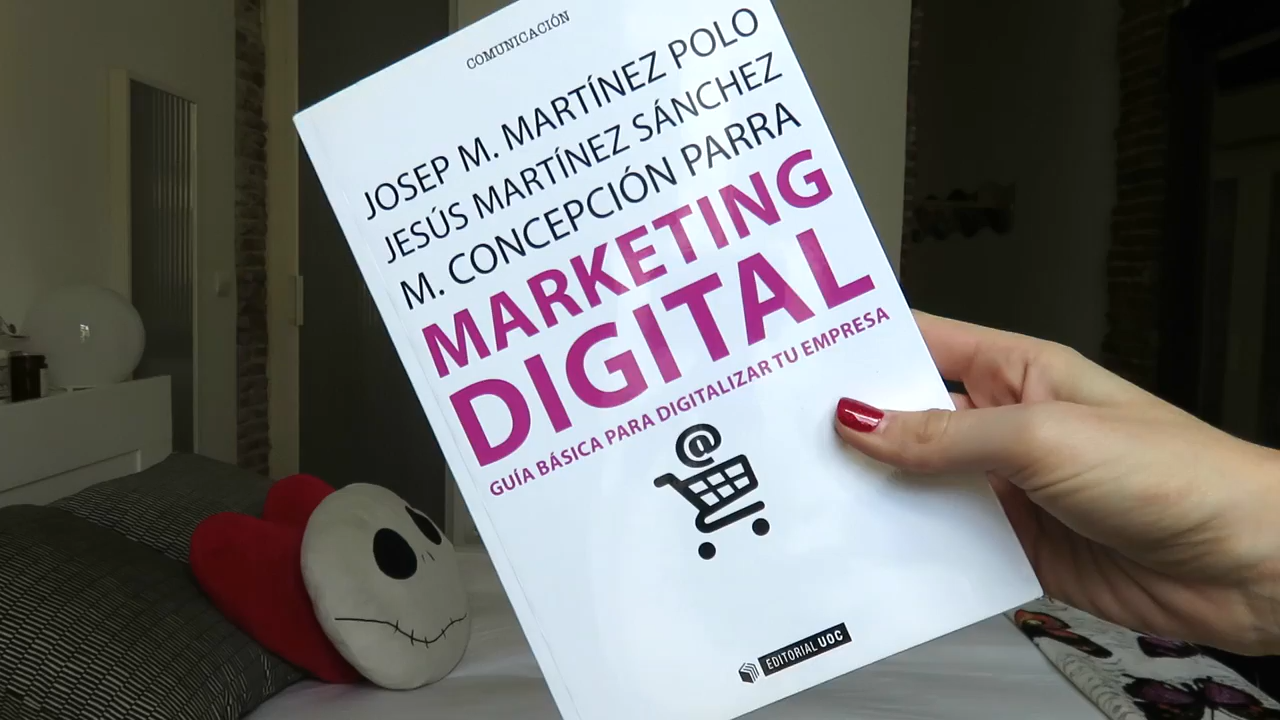 COMUNICACIÓN
JOSEP M. MARTÍNEZ POLO
JESÚS MARTÍNEZ SÁNCHEZ
M. CONCEPCIÓN PARRA
MARKETING
DIGITAL
GUÍA BÁSICA PARA DIGITALIZAR TU EMPRESA
@
EDITORIAL UOC